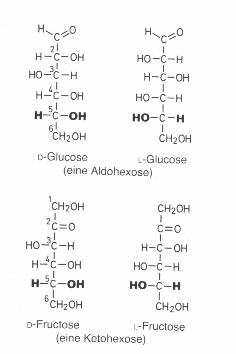 H O H O
C C
2 H–C–OH HO–C–H
3 HO–C–H H–C–OH
4 H–C–OH HO–C–H
5 H–C–OH HO–C–H
6 CH₂OH CH₂OH
D-Glucose L-Glucose
(eine Aldohexose)
1 CH₂OH CH₂OH
2 C=O C=O
3 HO–C–H H–C–OH
4 H–C–OH HO–C–H
5 H–C–OH HO–C–H
6 CH₂OH CH₂OH
D-Fructose L-Fructose
(eine Ketohexose)